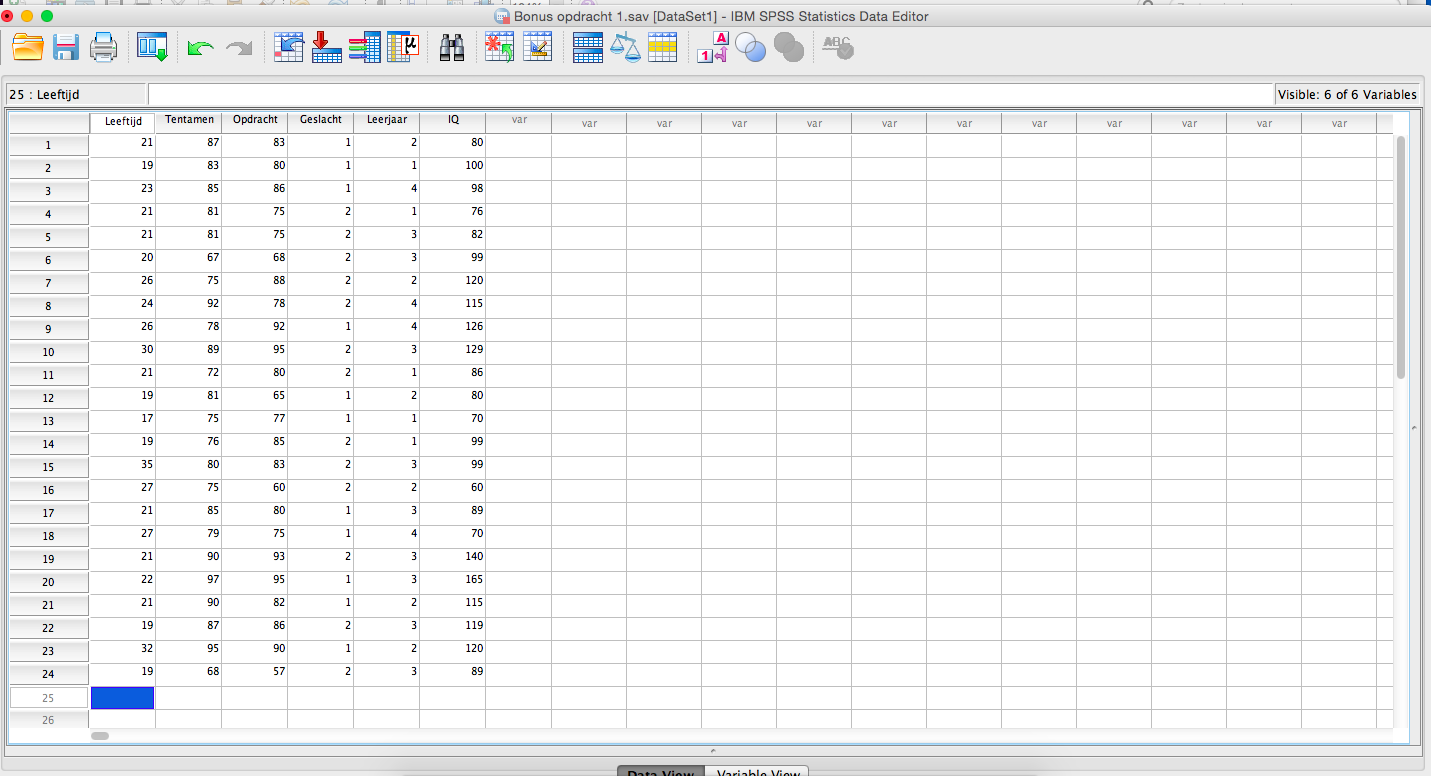 Bonus opdracht 1.sav [DataSet1] - IBM SPSS Statistics Data Editor
25 : Leeftijd Visible: 6 of 6 Variables
Leeftijd Tentamen Opdracht Geslacht Leerjaar IQ var var var var var var var var var var var var
1 21 87 83 1 2 80
2 19 83 80 1 1 100
3 23 85 86 1 4 98
4 21 81 75 2 1 76
5 21 81 75 2 3 82
6 20 67 68 2 3 99
7 26 75 88 2 2 120
8 24 92 78 2 4 115
9 26 78 92 1 4 126
10 30 89 95 2 3 129
11 21 72 80 2 1 86
12 19 81 65 1 2 80
13 17 75 77 1 1 70
14 19 76 85 2 1 99
15 35 80 83 2 3 99
16 27 75 60 2 2 60
17 21 85 80 1 3 89
18 27 79 75 1 4 70
19 21 90 93 2 3 140
20 22 97 95 1 3 165
21 21 90 82 1 2 115
22 19 87 86 2 3 119
23 32 95 90 1 2 120
24 19 68 57 2 3 89
25
26
Data View Variable View